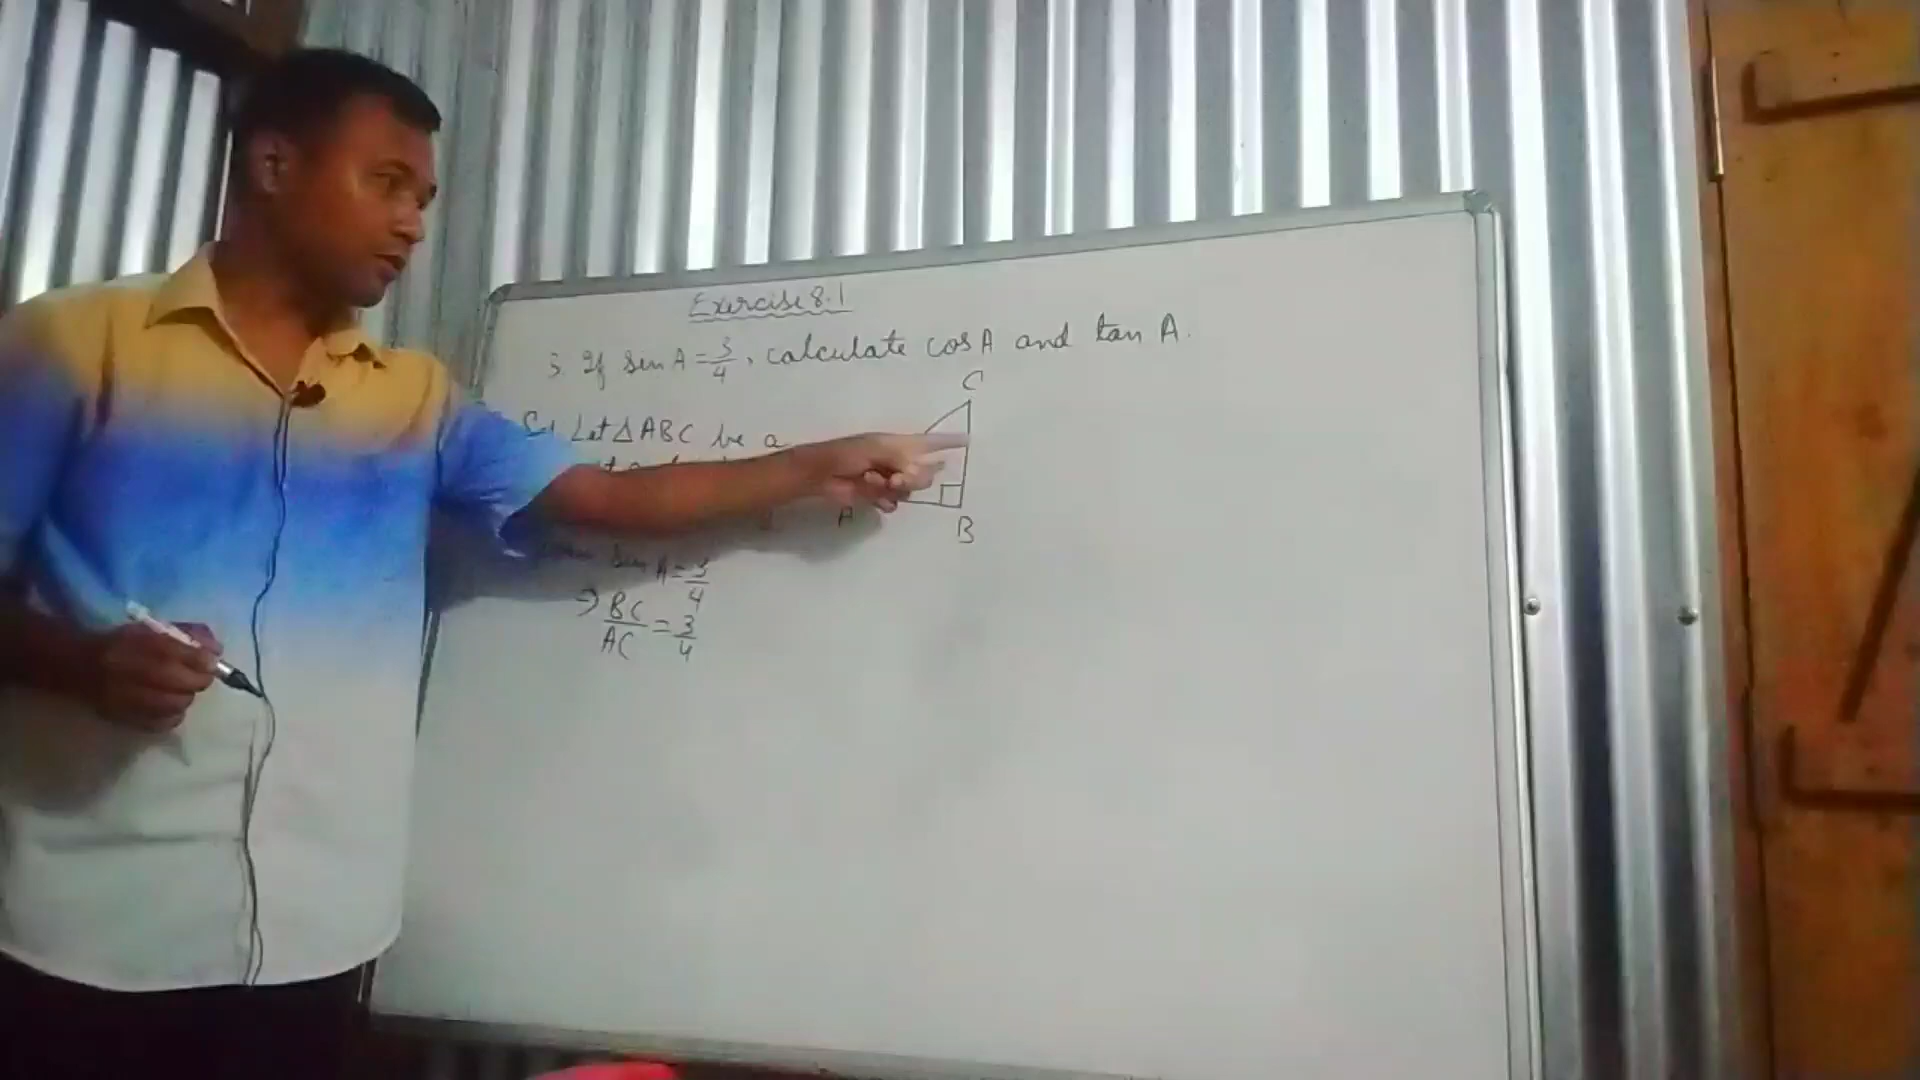 Exercise 8.1
3. If sin A = 3/4, calculate cos A and tan A.
C
Let △ABC be a
A
B
sin A = 3/4
⇒ BC/AC = 3/4